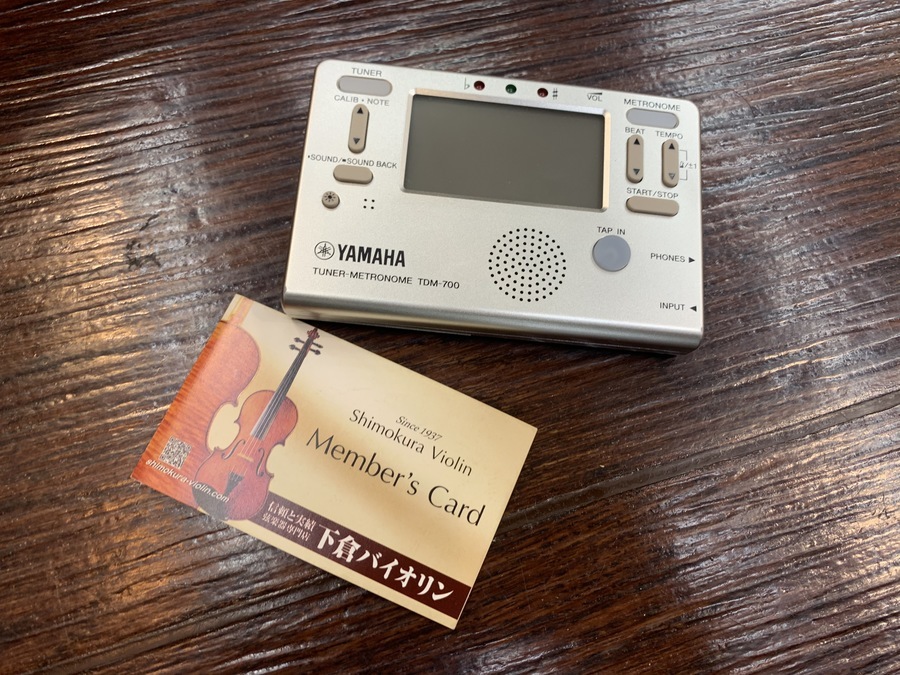 TUNER
CALIB • NOTE
•SOUND/•SOUND BACK
♭
♯
VOL
METRONOME
BEAT TEMPO
START/STOP
TAP IN
PHONES ▶
INPUT ◀
YAMAHA
TUNER-METRONOME TDM-700
Since 1937
Shimokura Violin
Member's Card
shimokura-violin.com
信頼と実績
弦楽器専門店
下倉バイオリン